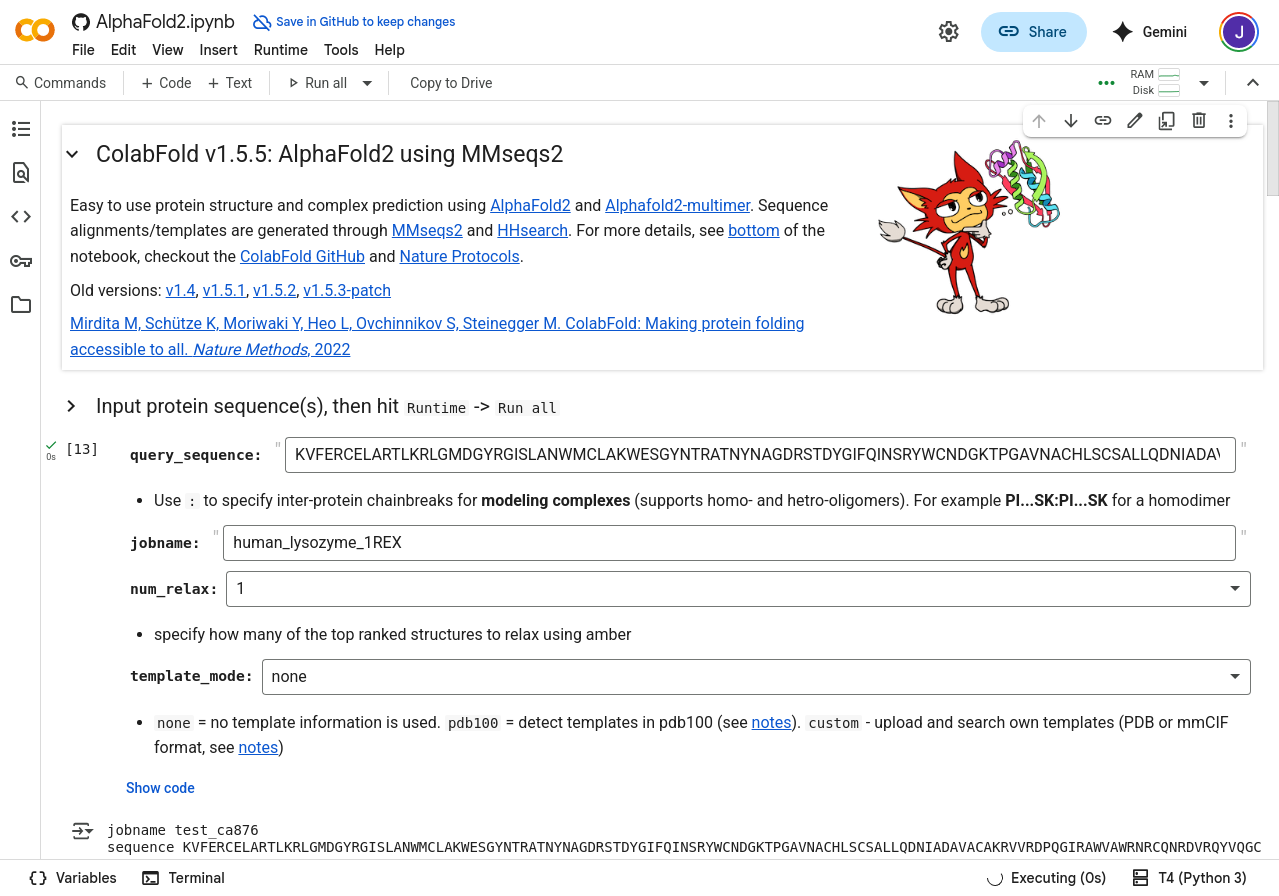 AlphaFold2.ipynb Save in GitHub to keep changes
File Edit View Insert Runtime Tools Help
Share
Gemini
J
Commands + Code + Text Run all Copy to Drive
RAM
Disk
ColabFold v1.5.5: AlphaFold2 using MMseqs2
Easy to use protein structure and complex prediction using AlphaFold2 and Alphafold2-multimer. Sequence
alignments/templates are generated through MMseqs2 and HHsearch. For more details, see bottom of the
notebook, checkout the ColabFold GitHub and Nature Protocols.
Old versions: v1.4, v1.5.1, v1.5.2, v1.5.3-patch
Mirdita M, Schütze K, Moriwaki Y, Heo L, Ovchinnikov S, Steinegger M. ColabFold: Making protein folding
accessible to all. Nature Methods, 2022
Input protein sequence(s), then hit Runtime -> Run all
0s
[13]
query_sequence: " KVFERCELARTLKRLGMDGYRGISLANWMCLAKWESGYNTRATNYNAGDRSTDYGIFQINSRYWCNDGKTPGAVNACHLSCSALLQDNIADAV "
• Use : to specify inter-protein chainbreaks for modeling complexes (supports homo- and hetro-oligomers). For example PI...SK:PI...SK for a homodimer
jobname: " human_lysozyme_1REX "
num_relax: 1
• specify how many of the top ranked structures to relax using amber
template_mode: none
• none = no template information is used. pdb100 = detect templates in pdb100 (see notes). custom - upload and search own templates (PDB or mmCIF
format, see notes)
Show code
jobname test_ca876
sequence KVFERCELARTLKRLGMDGYRGISLANWMCLAKWESGYNTRATNYNAGDRSTDYGIFQINSRYWCNDGKTPGAVNACHLSCSALLQDNIADAVACAKRVVRDPQGIRAWVAWRNRCQNRDVRQYVQGC
Variables Terminal Executing (0s) T4 (Python 3)